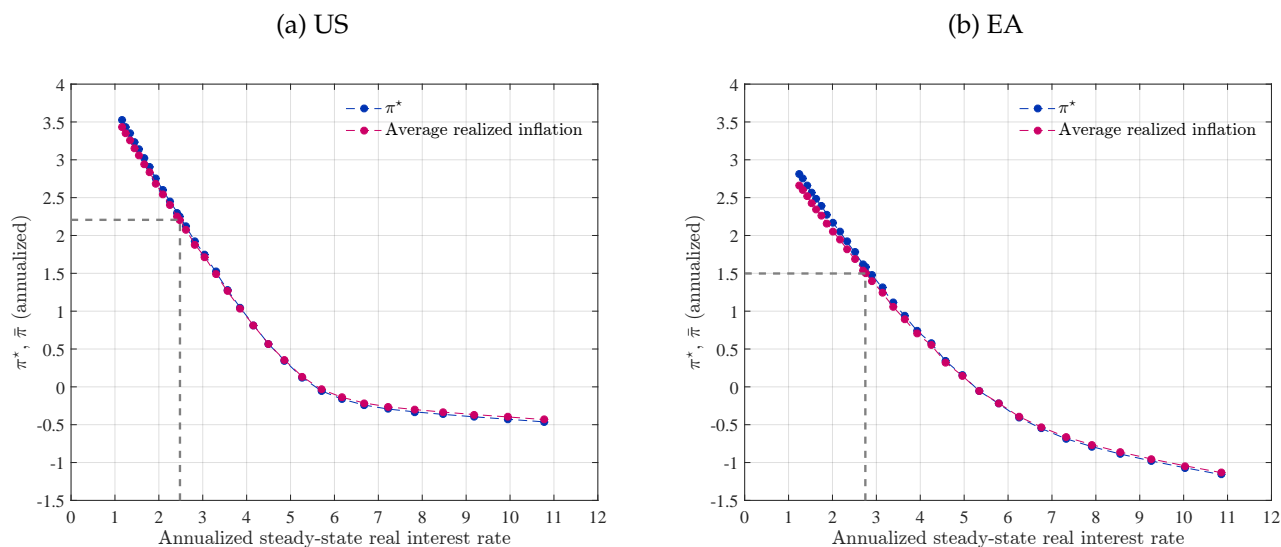 (a) US
4
3.5
3
2.5
2
1.5
1
0.5
0
-0.5
-1
-1.5
π⋆, π̄ (annualized)
π⋆
Average realized inflation
0 1 2 3 4 5 6 7 8 9 10 11 12
Annualized steady-state real interest rate
(b) EA
4
3.5
3
2.5
2
1.5
1
0.5
0
-0.5
-1
-1.5
π⋆, π̄ (annualized)
π⋆
Average realized inflation
0 1 2 3 4 5 6 7 8 9 10 11 12
Annualized steady-state real interest rate